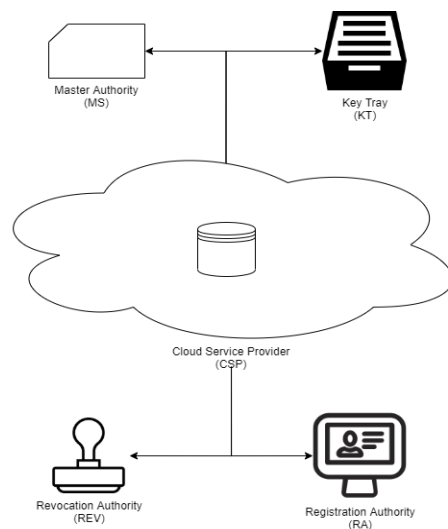 Master Authority
(MS)
Key Tray
(KT)
Cloud Service Provider
(CSP)
Revocation Authority
(REV)
Registration Authority
(RA)